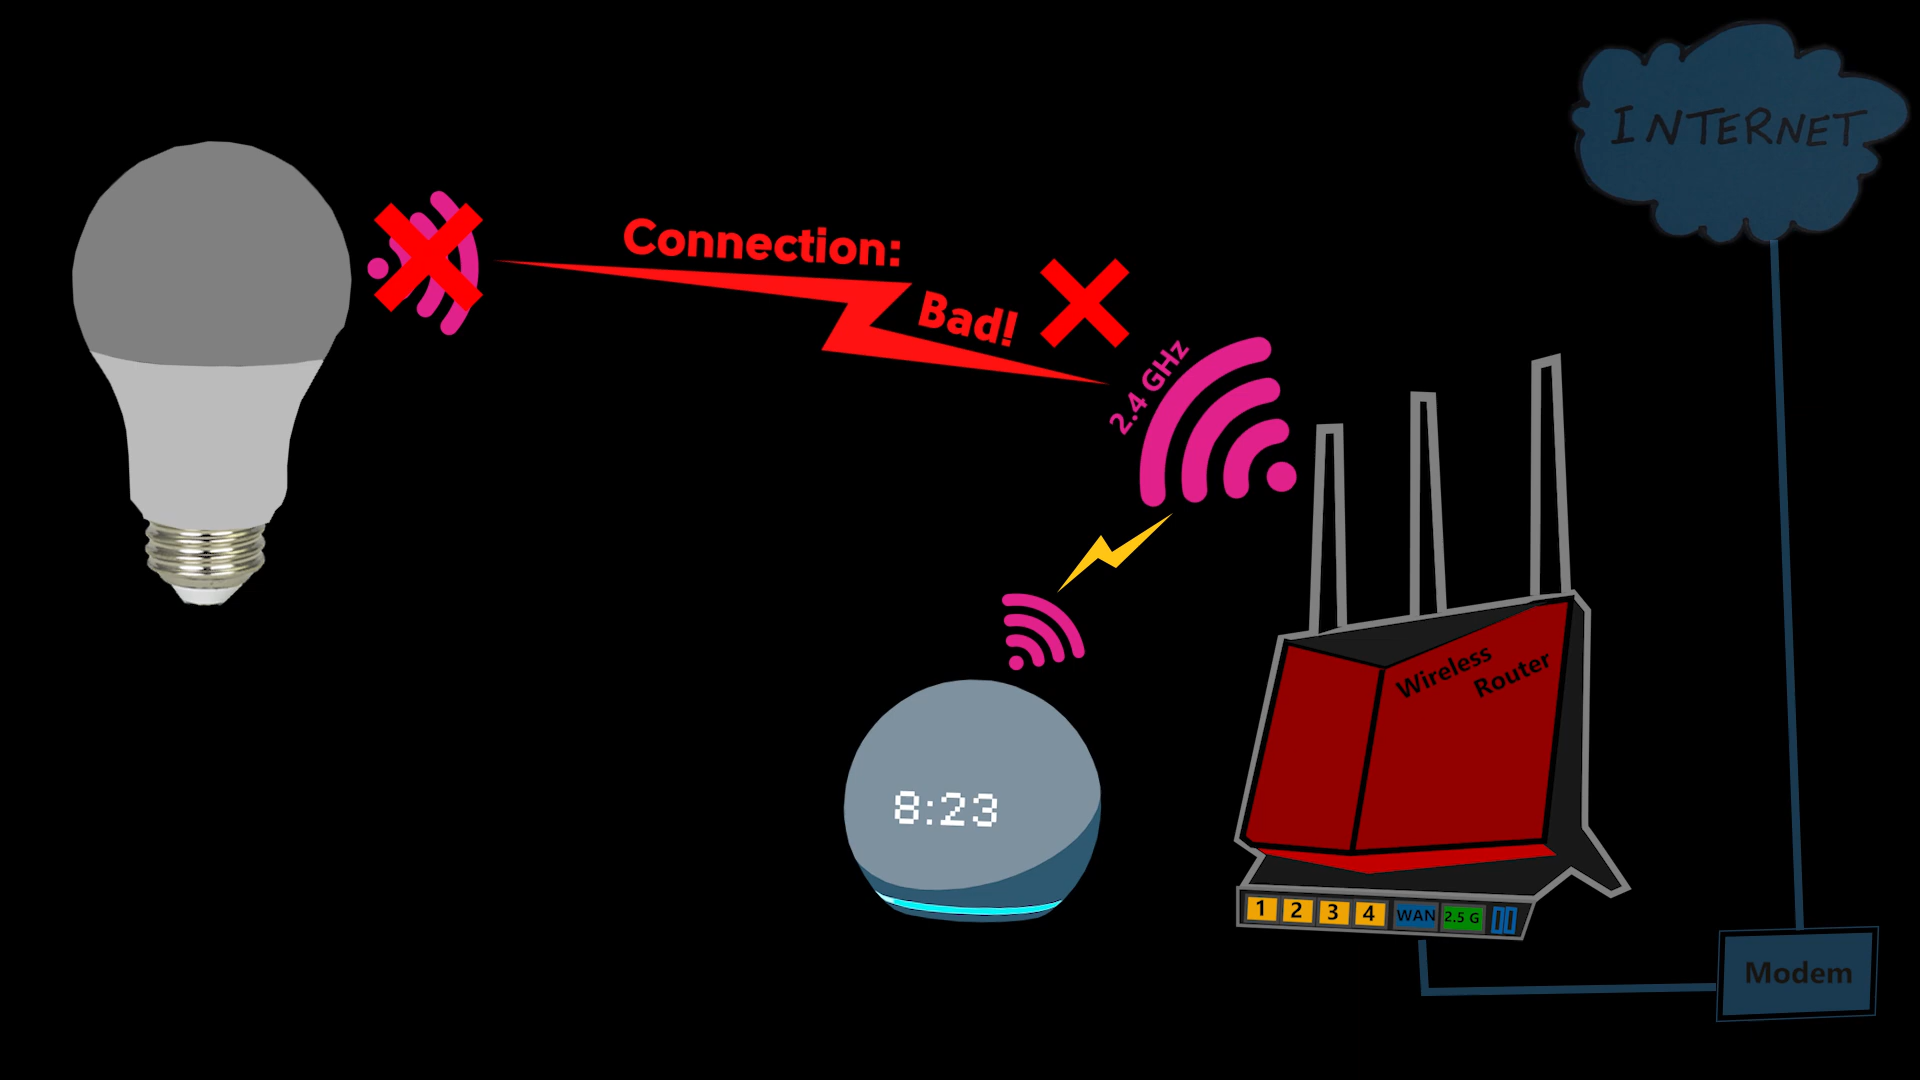 INTERNET
Connection:
Bad!
2.4 GHz
Wireless
Router
8:23
1 2 3 4 WAN 2.5 G
Modem